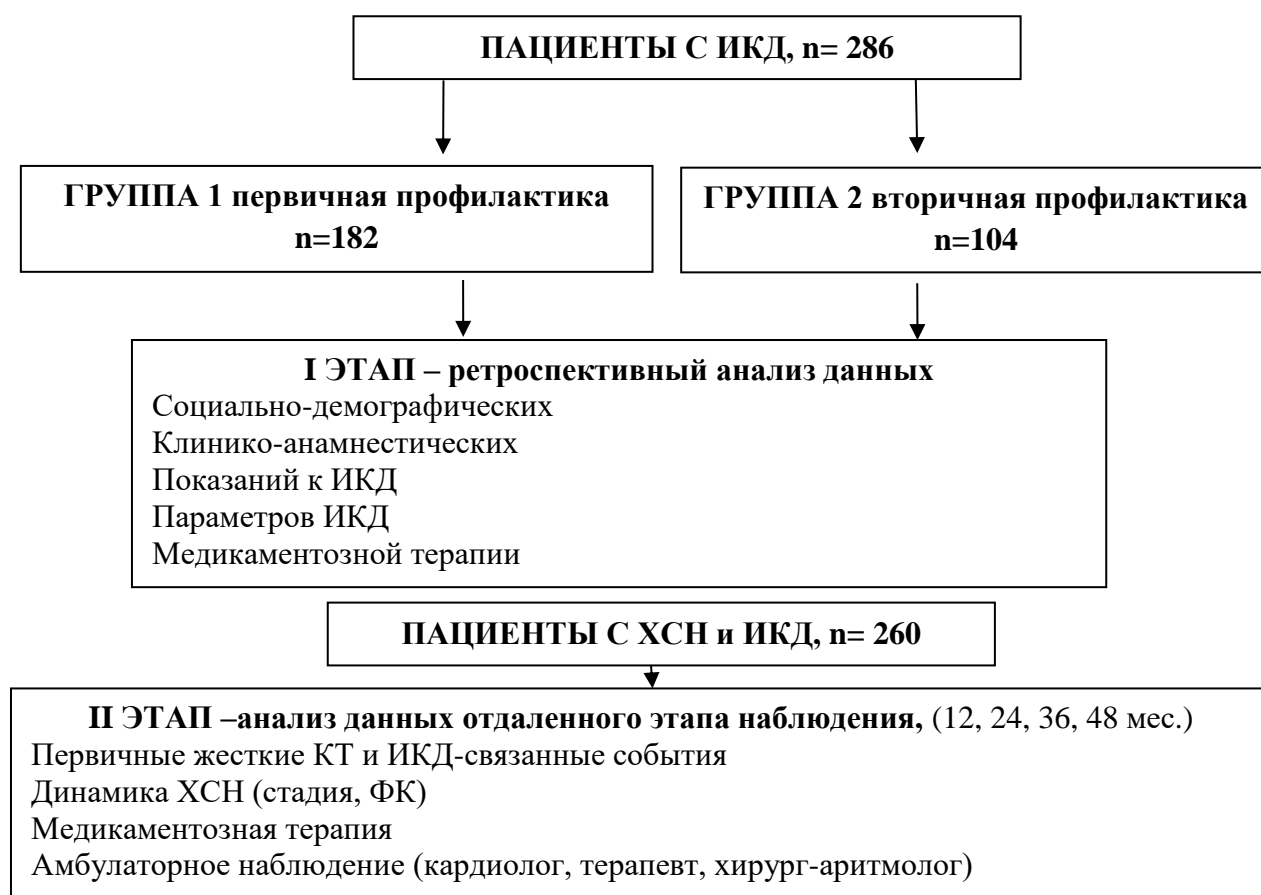 ПАЦИЕНТЫ С ИКД, n= 286
ГРУППА 1 первичная профилактика
n=182
ГРУППА 2 вторичная профилактика
n=104
I ЭТАП – ретроспективный анализ данных
Социально-демографических
Клинико-анамнестических
Показаний к ИКД
Параметров ИКД
Медикаментозной терапии
ПАЦИЕНТЫ С ХСН и ИКД, n= 260
II ЭТАП –анализ данных отдаленного этапа наблюдения, (12, 24, 36, 48 мес.)
Первичные жесткие КТ и ИКД-связанные события
Динамика ХСН (стадия, ФК)
Медикаментозная терапия
Амбулаторное наблюдение (кардиолог, терапевт, хирург-аритмолог)